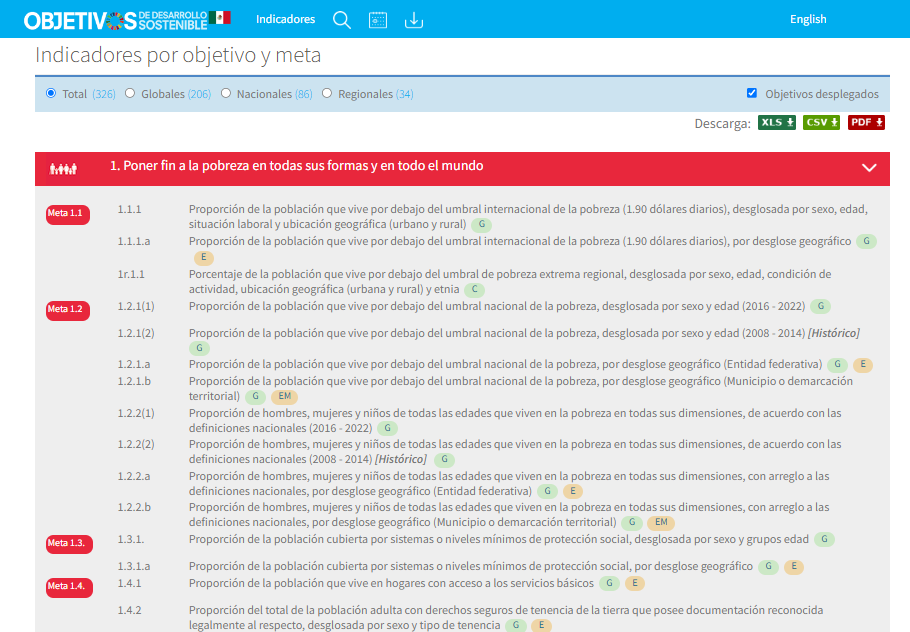 OBJETIVOS DE DESARROLLO SOSTENIBLE Indicadores English
Indicadores por objetivo y meta
Total (326) Globales (206) Nacionales (86) Regionales (34) Objetivos desplegados
Descarga: XLS CSV PDF
1. Poner fin a la pobreza en todas sus formas y en todo el mundo
Meta 1.1 1.1.1 Proporción de la población que vive por debajo del umbral internacional de la pobreza (1.90 dólares diarios), desglosada por sexo, edad,
situación laboral y ubicación geográfica (urbano y rural) G
1.1.1.a Proporción de la población que vive por debajo del umbral internacional de la pobreza (1.90 dólares diarios), por desglose geográfico G
E
1r.1.1 Porcentaje de la población que vive por debajo del umbral de pobreza extrema regional, desglosada por sexo, edad, condición de
actividad, ubicación geográfica (urbana y rural) y etnia C
Meta 1.2 1.2.1(1) Proporción de la población que vive por debajo del umbral nacional de la pobreza, desglosada por sexo y edad (2016 - 2022) G
1.2.1(2) Proporción de la población que vive por debajo del umbral nacional de la pobreza, desglosada por sexo y edad (2008 - 2014) [Histórico]
G
1.2.1.a Proporción de la población que vive por debajo del umbral nacional de la pobreza, por desglose geográfico (Entidad federativa) G E
1.2.1.b Proporción de la población que vive por debajo del umbral nacional de la pobreza, por desglose geográfico (Municipio o demarcación
territorial) G EM
1.2.2(1) Proporción de hombres, mujeres y niños de todas las edades que viven en la pobreza en todas sus dimensiones, de acuerdo con las
definiciones nacionales (2016 - 2022) G
1.2.2(2) Proporción de hombres, mujeres y niños de todas las edades que viven en la pobreza en todas sus dimensiones, de acuerdo con las
definiciones nacionales (2008 - 2014) [Histórico] G
1.2.2.a Proporción de hombres, mujeres y niños de todas las edades que viven en la pobreza en todas sus dimensiones, con arreglo a las
definiciones nacionales, por desglose geográfico (Entidad federativa) G E
1.2.2.b Proporción de hombres, mujeres y niños de todas las edades que viven en la pobreza en todas sus dimensiones, con arreglo a las
definiciones nacionales, por desglose geográfico (Municipio o demarcación territorial) G EM
Meta 1.3. 1.3.1. Proporción de la población cubierta por sistemas o niveles mínimos de protección social, desglosada por sexo y grupos edad G
1.3.1.a Proporción de la población cubierta por sistemas o niveles mínimos de protección social, por desglose geográfico G E
Meta 1.4. 1.4.1 Proporción de la población que vive en hogares con acceso a los servicios básicos G E
1.4.2 Proporción del total de la población adulta con derechos seguros de tenencia de la tierra que posee documentación reconocida
legalmente al respecto, desglosada por sexo y tipo de tenencia G E